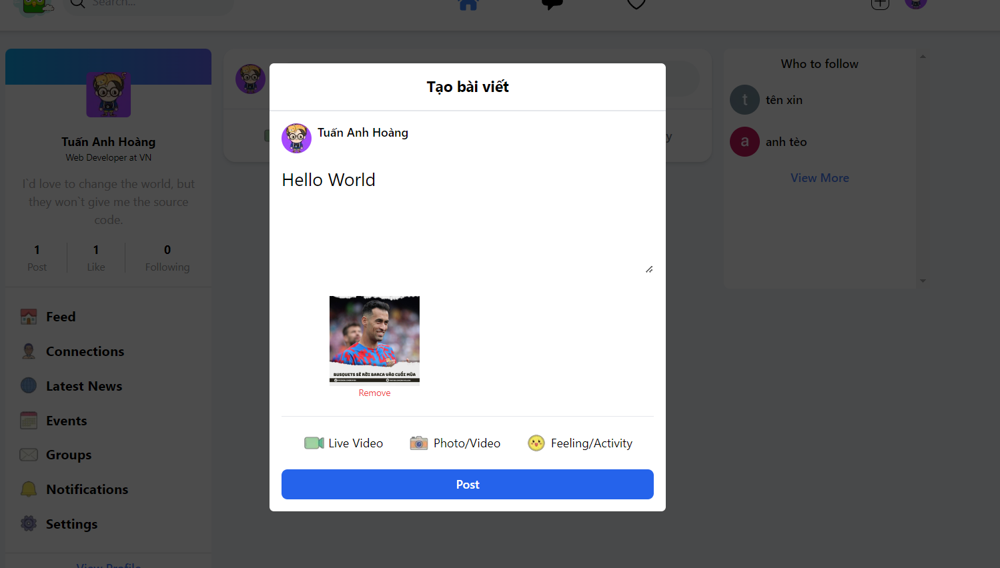 Search...
Tuấn Anh Hoàng
Web Developer at VN
I`d love to change the world, but
they won`t give me the source
code.
1
Post
1
Like
0
Following
Feed
Connections
Latest News
Events
Groups
Notifications
Settings
View Profile
Tạo bài viết
Tuấn Anh Hoàng
Hello World
BUSQUETS SẼ RỜI BARCA VÀO CUỐI MÙA
Remove
Live Video
Photo/Video
Feeling/Activity
Post
Who to follow
t
tên xin
a
anh tèo
View More